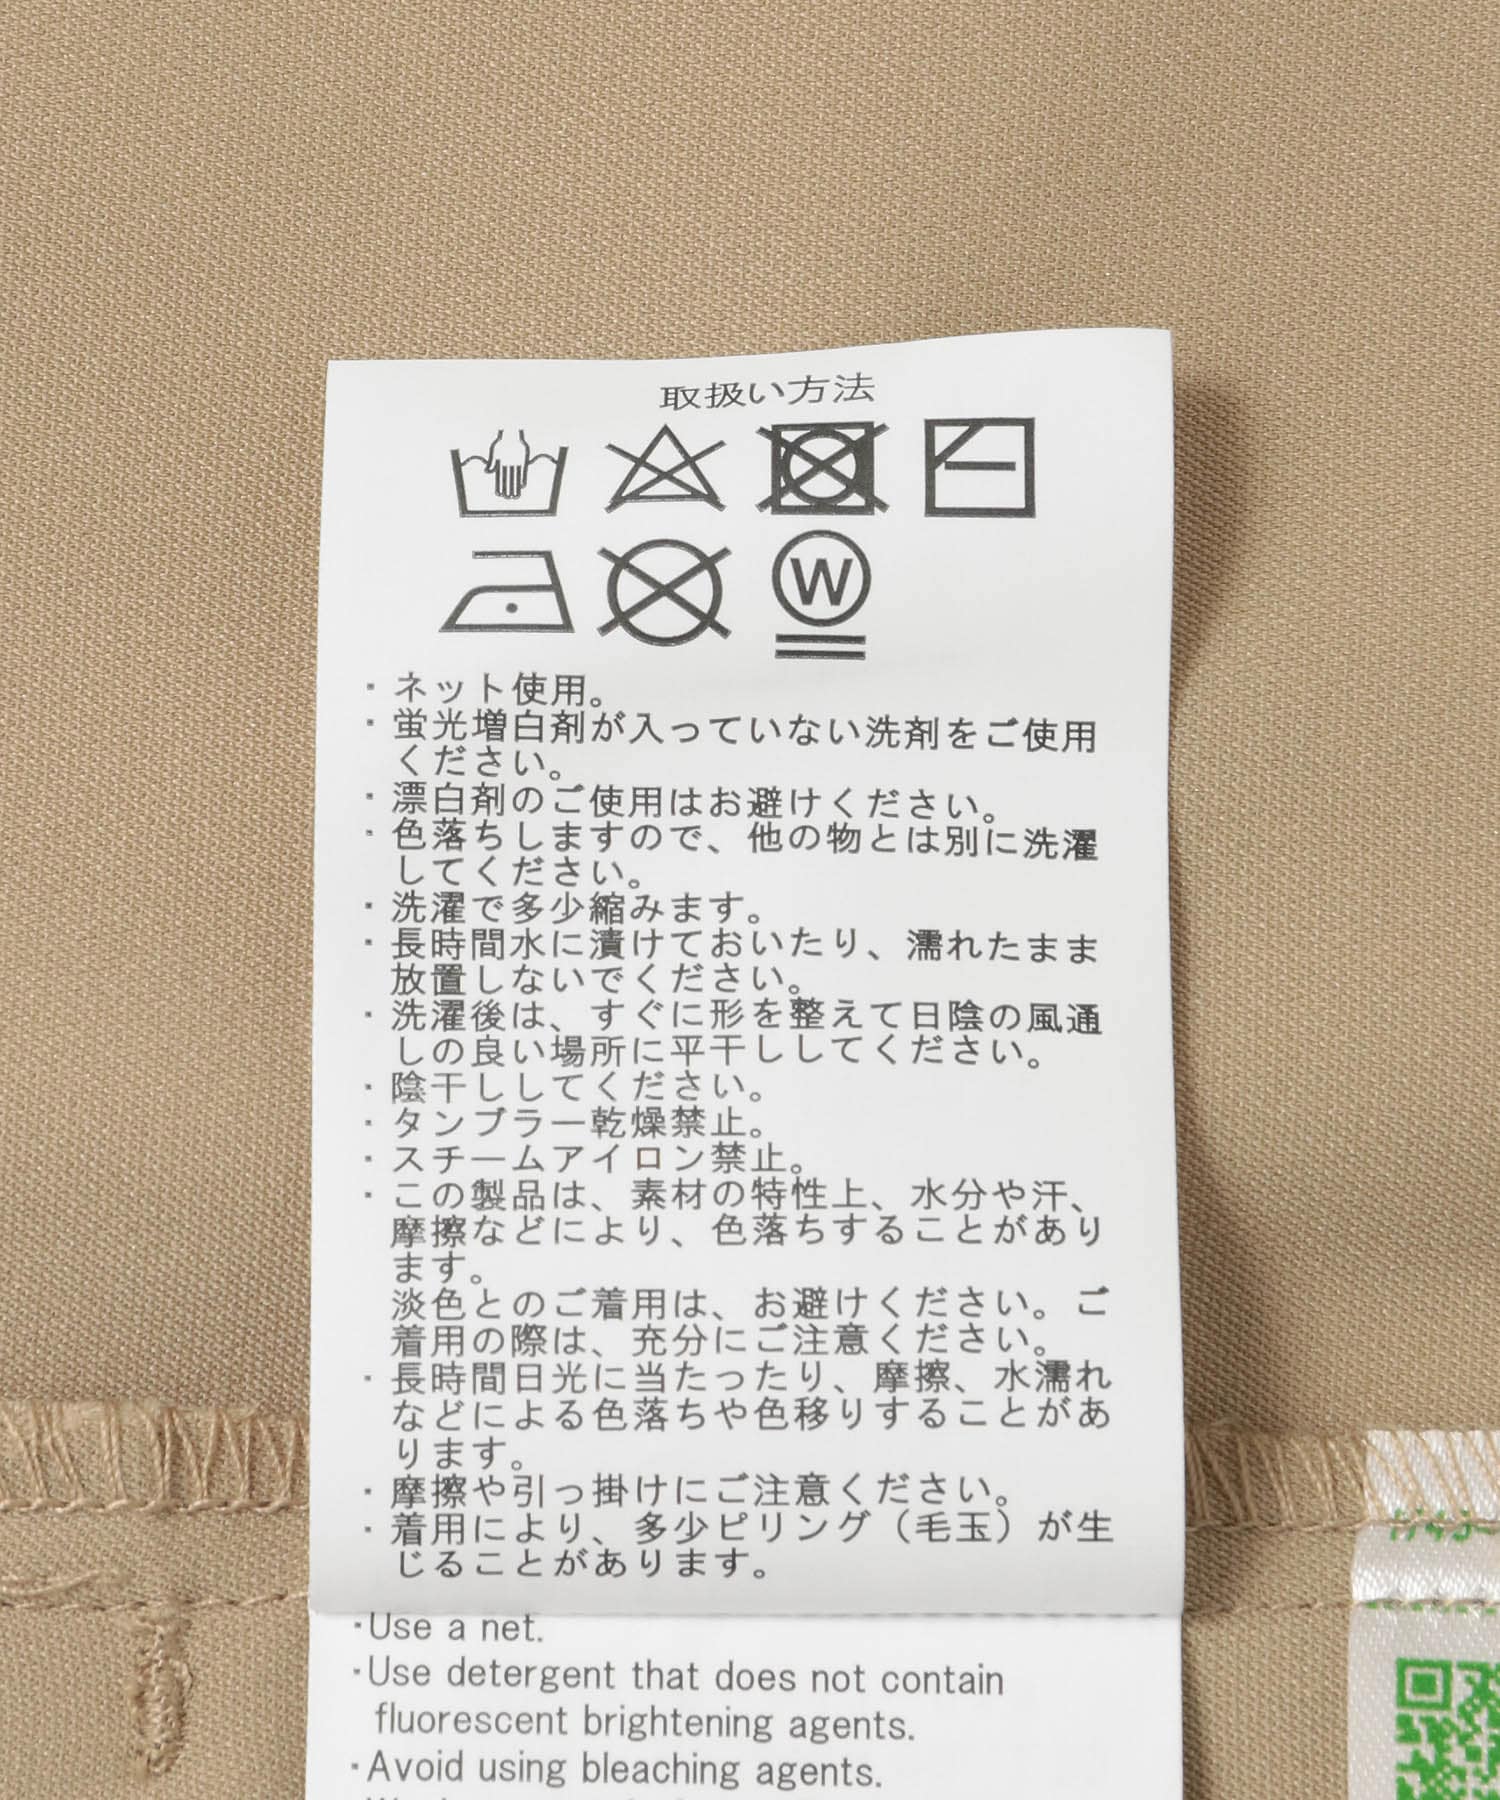 取扱い方法
W
・ネット使用。
・蛍光増白剤が入っていない洗剤をご使用
ください。
・漂白剤のご使用はお避けください。
・色落ちしますので、他の物とは別に洗濯
してください。
・洗濯で多少縮みます。
・長時間水に漬けておいたり、濡れたまま
放置しないでください。
・洗濯後は、すぐに形を整えて日陰の風通
しの良い場所に平干ししてください。
・陰干ししてください。
・タンブラー乾燥禁止。
・スチームアイロン禁止。
・この製品は、素材の特性上、水分や汗、
摩擦などにより、色落ちすることがあり
ます。
淡色とのご着用は、お避けください。ご
着用の際は、充分にご注意ください。
・長時間日光に当たったり、摩擦、水濡れ
などによる色落ちや色移りすることがあ
ります。
・摩擦や引っ掛けにご注意ください。
・着用により、多少ピリング（毛玉）が生
じることがあります。
・Use a net.
・Use detergent that does not contain
fluorescent brightening agents.
・Avoid using bleaching agents.